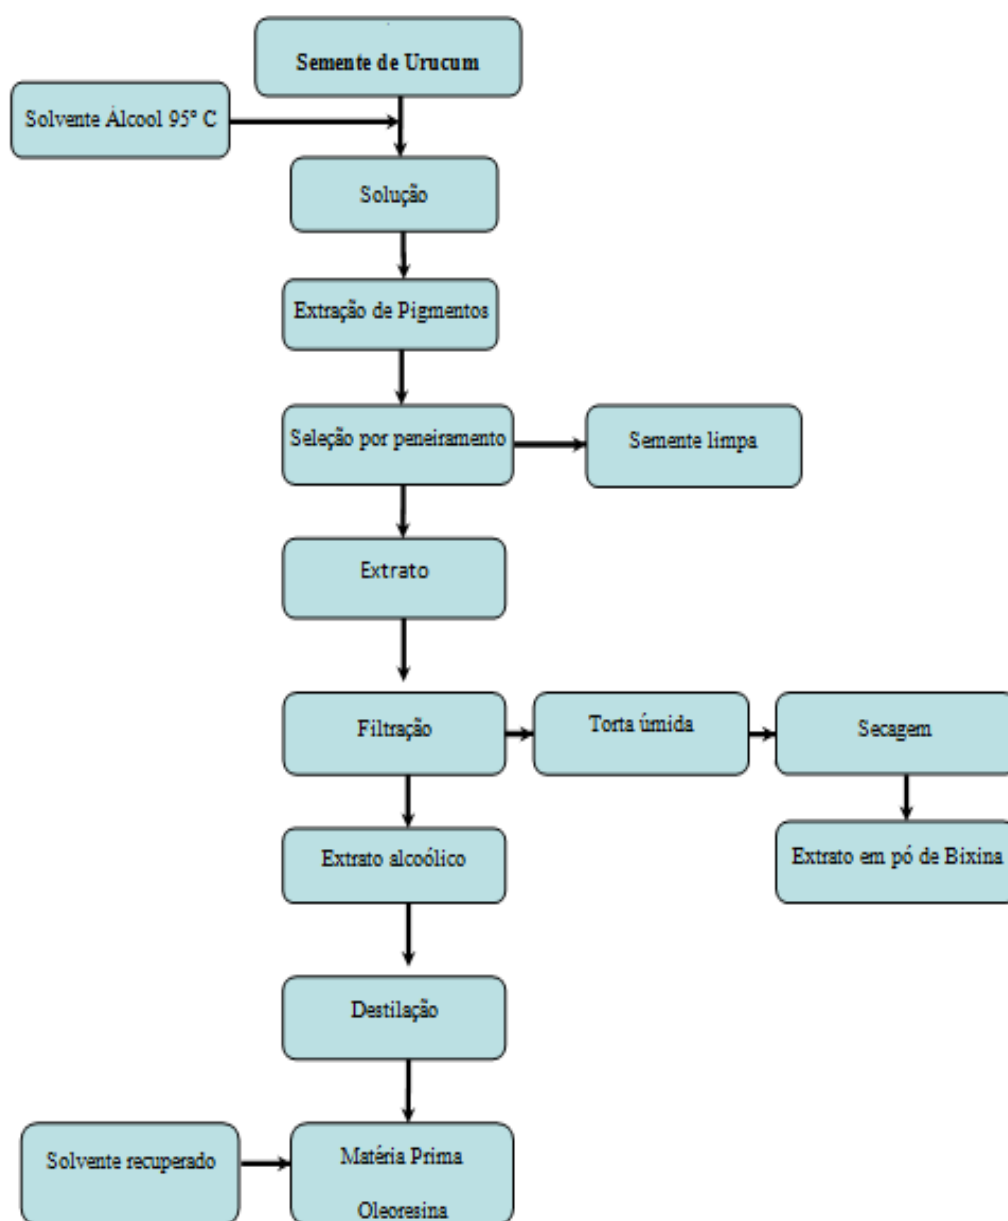 Semente de Urucum
Solvente Álcool 95° C
Solução
Extração de Pigmentos
Seleção por peneiramento
Semente limpa
Extrato
Filtração
Torta úmida
Secagem
Extrato alcoólico
Extrato em pó de Bixina
Destilação
Solvente recuperado
Matéria Prima
Oleoresina